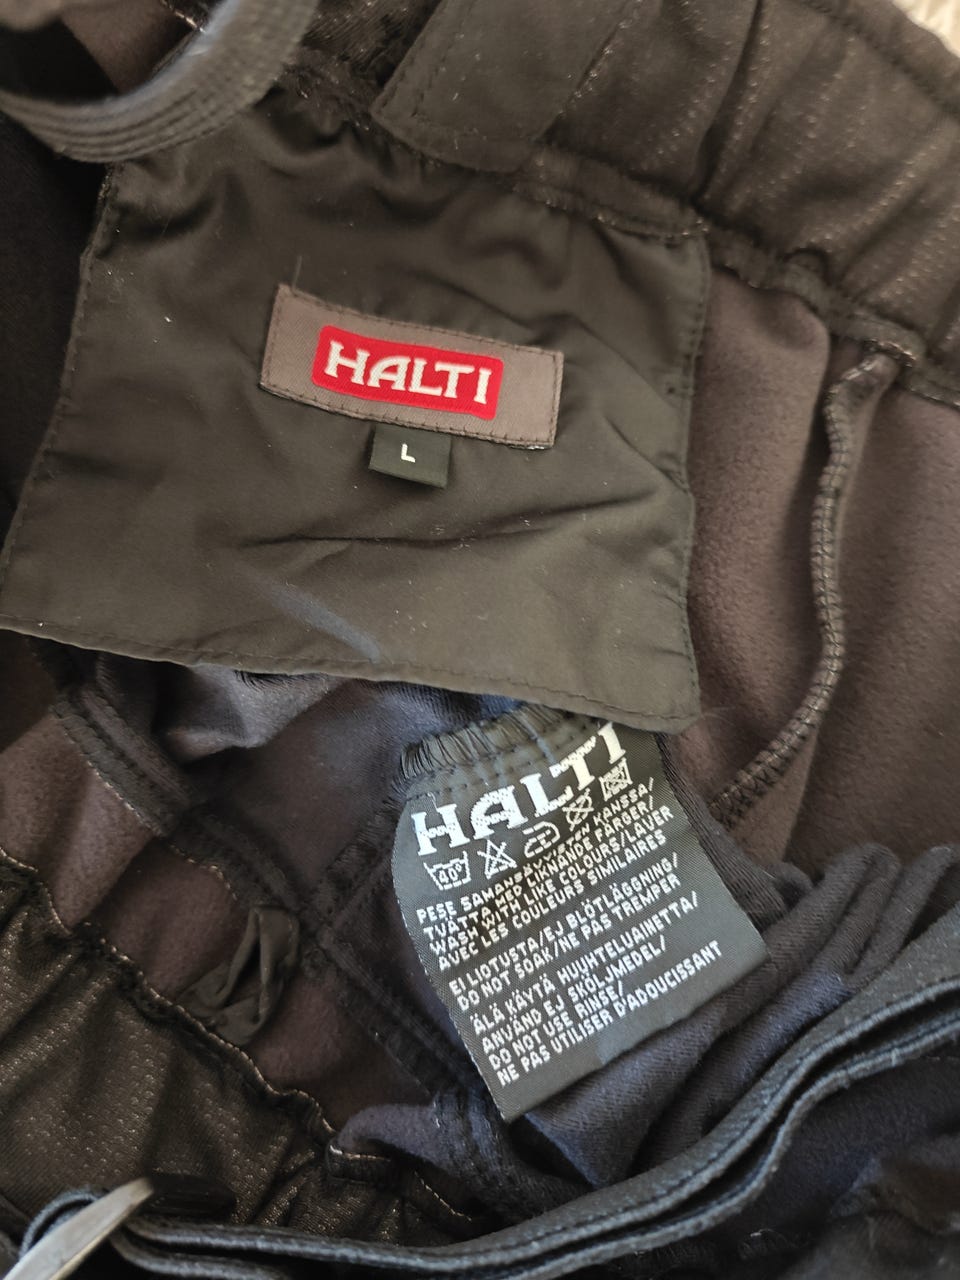 HALTI
L
HALTI
40°
PESE SAMANSÄVYISTEN KANSSA/
TVÄTTA MED LIKNANDE FÄRGER/
WASH WITH LIKE COLOURS/LAVER
AVEC LES COULEURS SIMILAIRES
EI LIOTUSTA/EJ BLÖTLÄGGNING/
DO NOT SOAK/NE PAS TREMPER
ÄLÄ KÄYTÄ HUUHTELUAINETTA/
ANVÄND EJ SKÖLJMEDEL/
DO NOT USE RINSE/
NE PAS UTILISER D'ADOUCISSANT